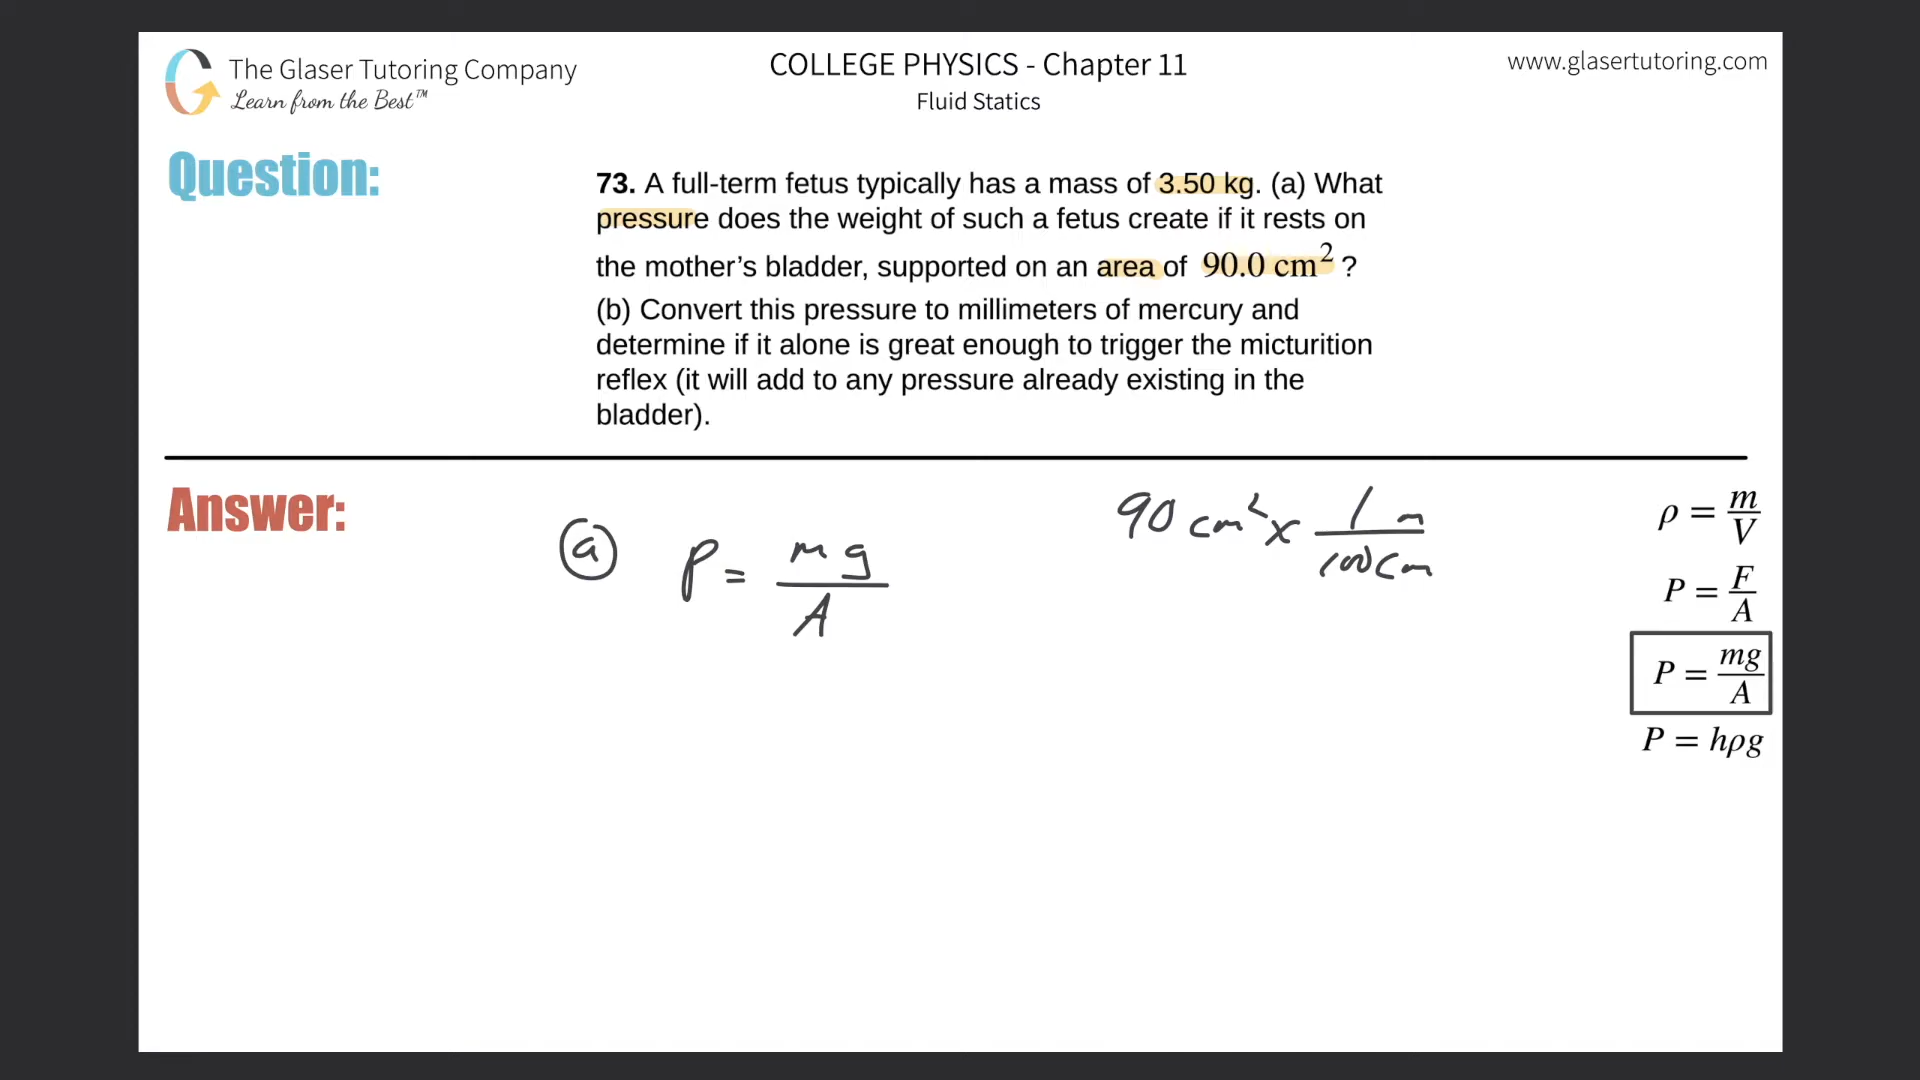 The Glaser Tutoring Company
Learn from the Best™
COLLEGE PHYSICS - Chapter 11
Fluid Statics
www.glasertutoring.com
Question:
73. A full-term fetus typically has a mass of 3.50 kg. (a) What
pressure does the weight of such a fetus create if it rests on
the mother’s bladder, supported on an area of 90.0 cm² ?
(b) Convert this pressure to millimeters of mercury and
determine if it alone is great enough to trigger the micturition
reflex (it will add to any pressure already existing in the
bladder).
Answer:
(a) P = mg / A
90 cm² x 1 m / 100 cm
ρ = m / V
P = F / A
P = mg / A
P = hρg